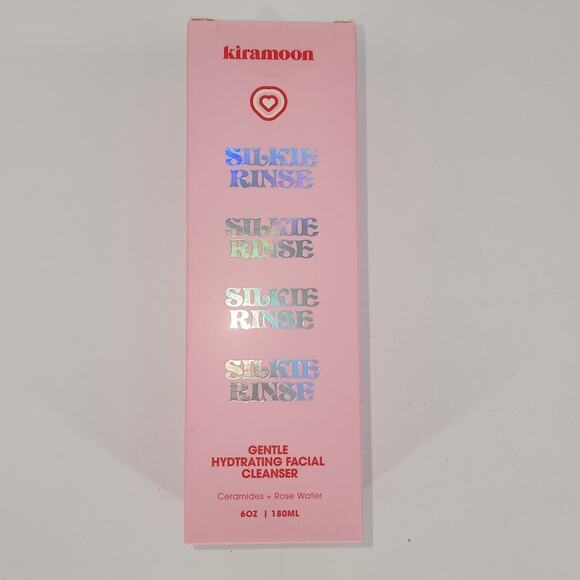 kiramoon
SILKIE
RINSE
SILKIE
RINSE
SILKIE
RINSE
SILKIE
RINSE
GENTLE
HYDTRATING FACIAL
CLEANSER
Ceramides + Rose Water
6OZ | 180ML